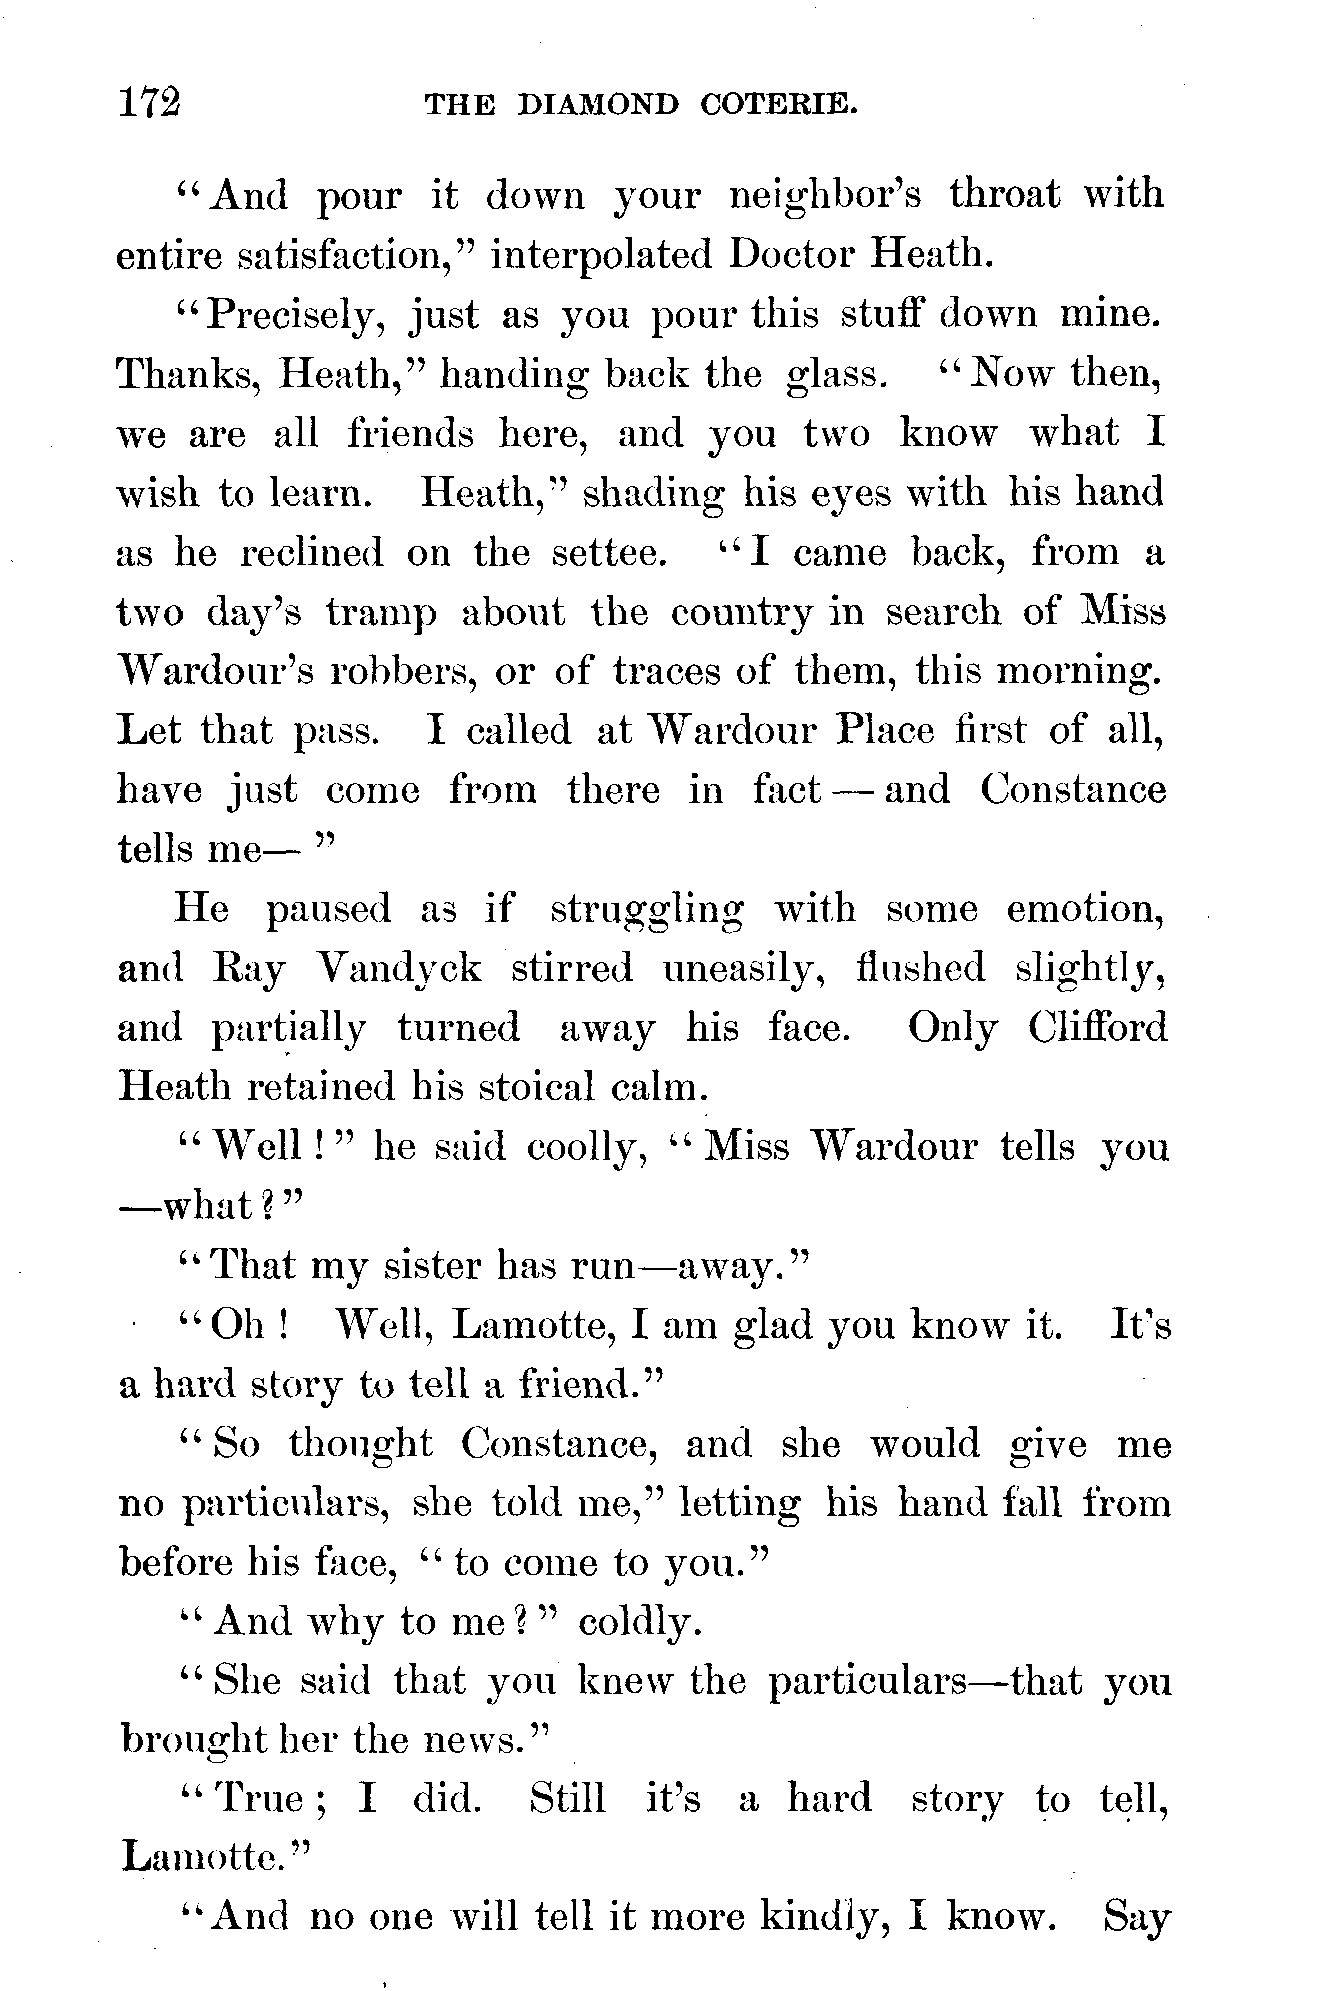 172 THE DIAMOND COTERIE.
“And pour it down your neighbor’s throat with
entire satisfaction,” interpolated Doctor Heath.
“Precisely, just as you pour this stuff down mine.
Thanks, Heath,” handing back the glass. “Now then,
we are all friends here, and you two know what I
wish to learn. Heath,” shading his eyes with his hand
as he reclined on the settee. “I came back, from a
two day’s tramp about the country in search of Miss
Wardour’s robbers, or of traces of them, this morning.
Let that pass. I called at Wardour Place first of all,
have just come from there in fact — and Constance
tells me— ”
He paused as if struggling with some emotion,
and Ray Vandyck stirred uneasily, flushed slightly,
and partially turned away his face. Only Clifford
Heath retained his stoical calm.
“Well!” he said coolly, “Miss Wardour tells you
—what?”
“That my sister has run—away.”
“Oh! Well, Lamotte, I am glad you know it. It’s
a hard story to tell a friend.”
“So thought Constance, and she would give me
no particulars, she told me,” letting his hand fall from
before his face, “to come to you.”
“And why to me?” coldly.
“She said that you knew the particulars—that you
brought her the news.”
“True; I did. Still it’s a hard story to tell,
Lamotte.”
“And no one will tell it more kindly, I know. Say